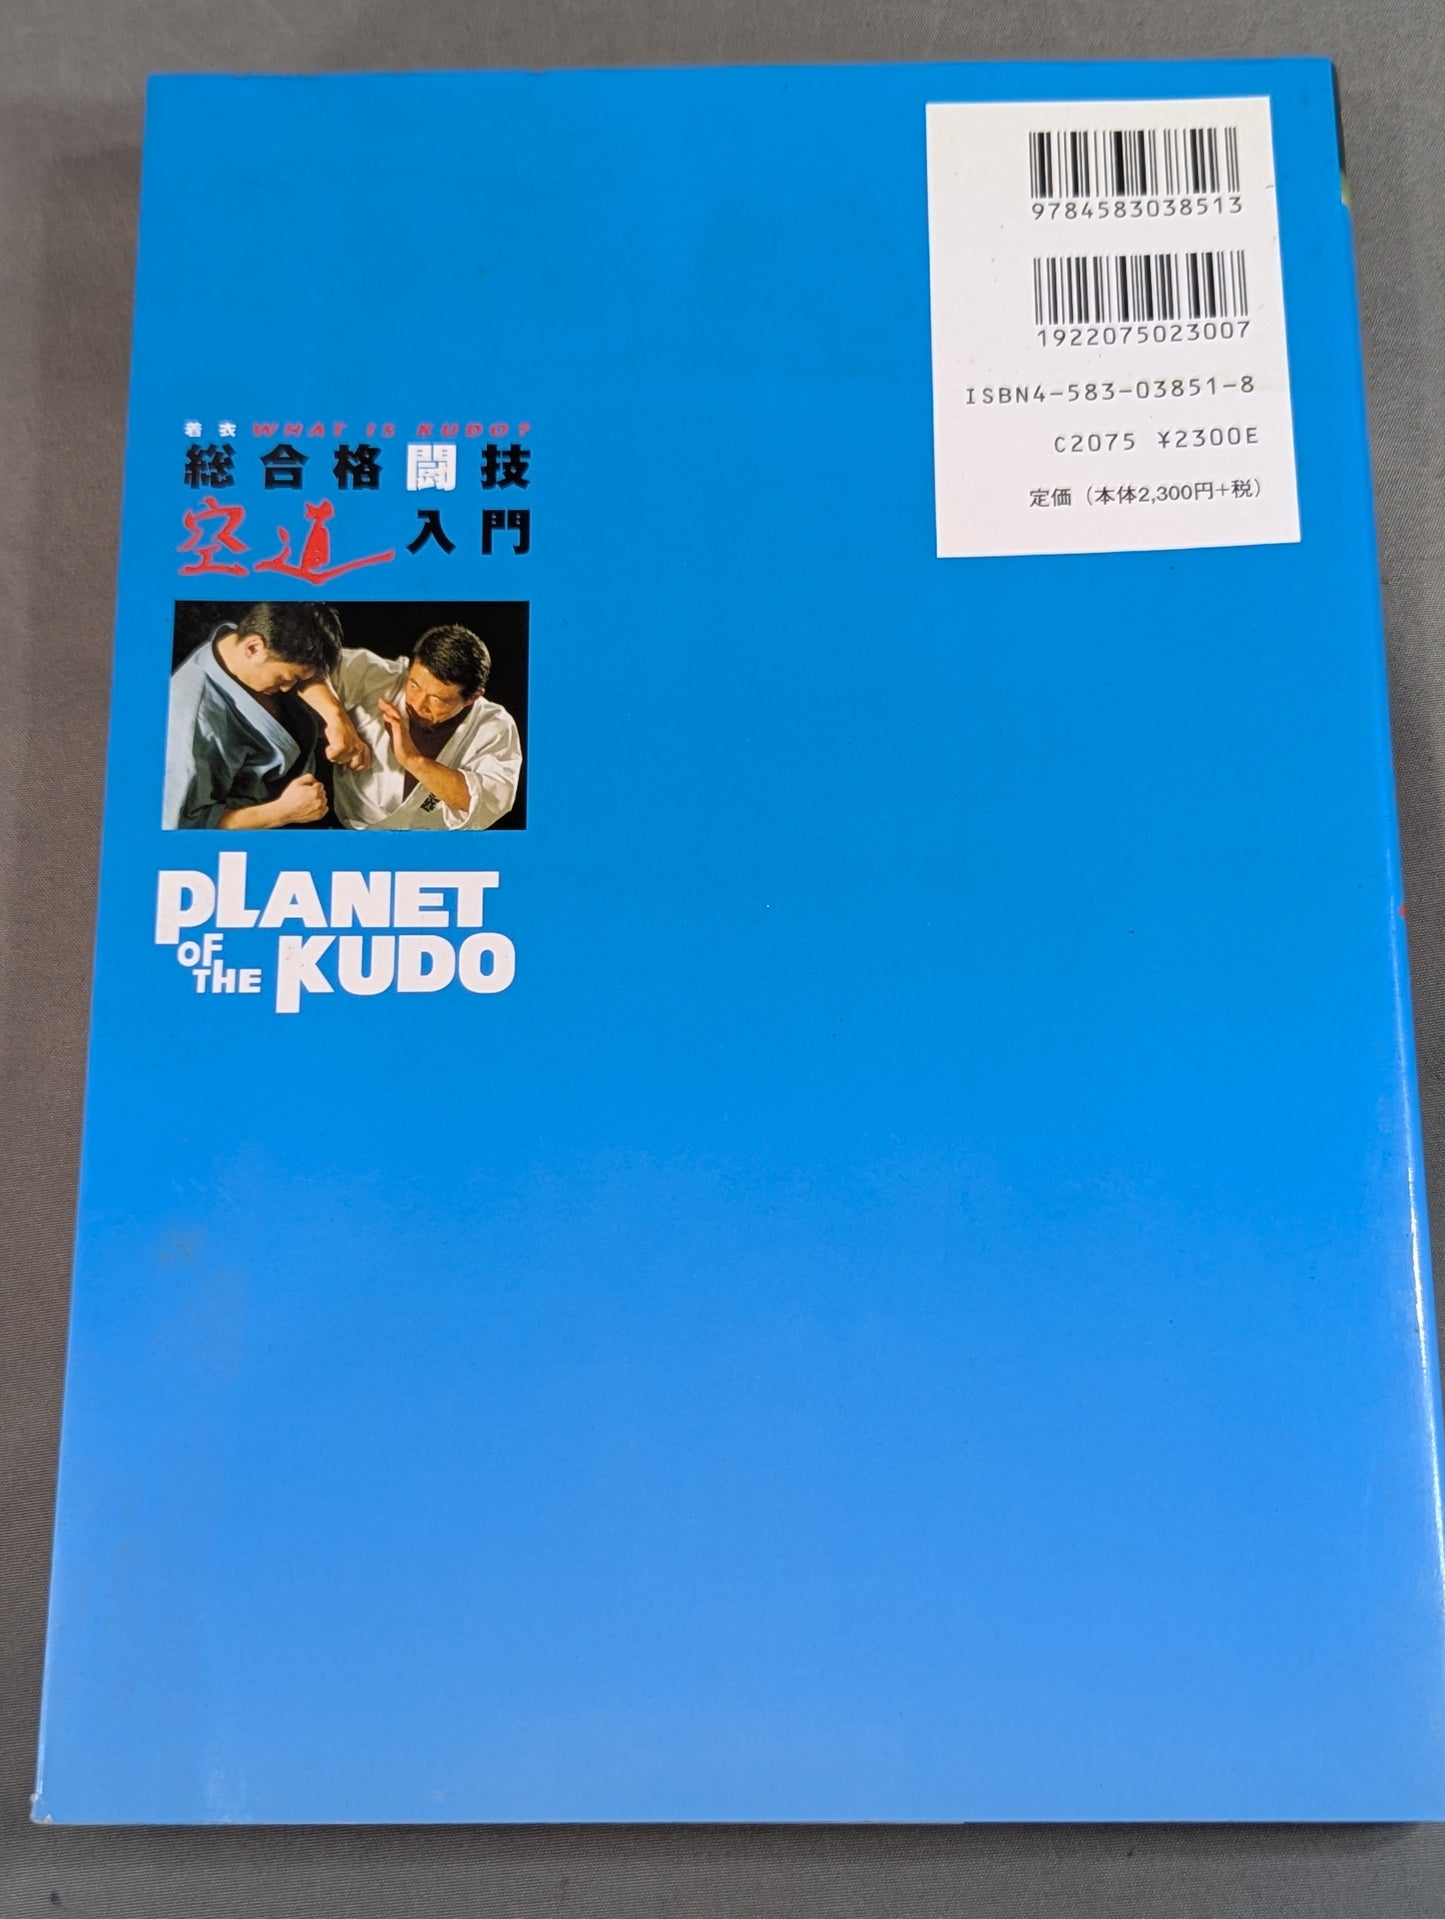 9784583038513
1922075023007
ISBN4-583-03851-8
C2075 ¥2300E
定価（本体2,300円+税）
着衣 WHAT IS KUDO?
総合格闘技
空道入門
PLANET
OF THE KUDO